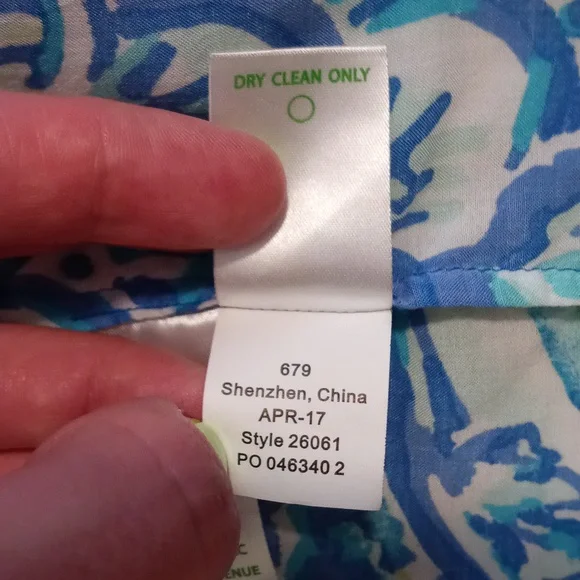 DRY CLEAN ONLY
679
Shenzhen, China
APR-17
Style 26061
PO 046340 2